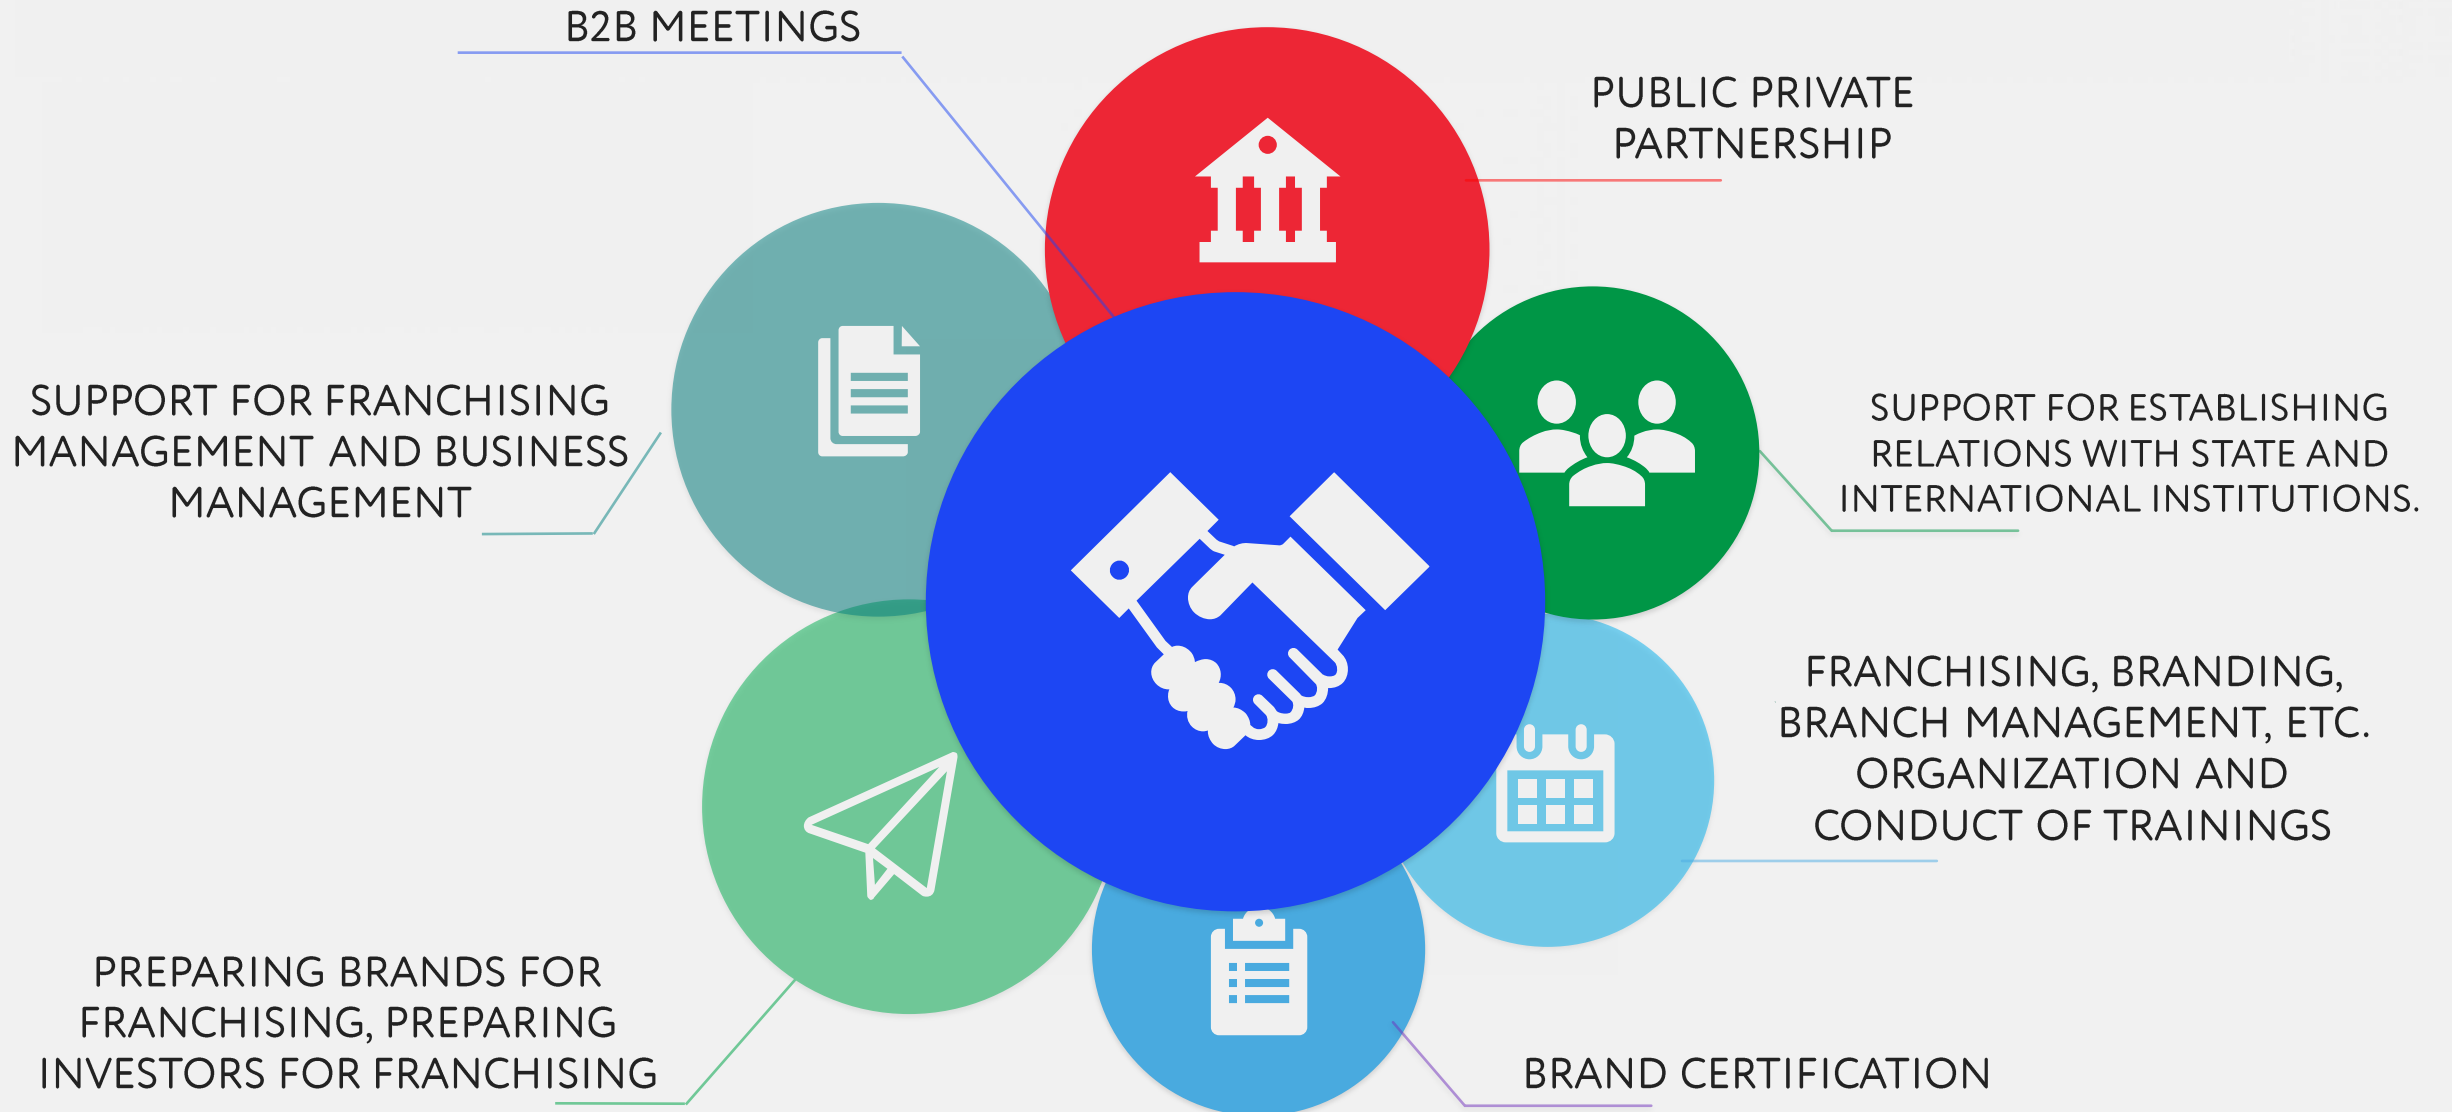 B2B MEETINGS
PUBLIC PRIVATE
PARTNERSHIP
SUPPORT FOR FRANCHISING
MANAGEMENT AND BUSINESS
MANAGEMENT
SUPPORT FOR ESTABLISHING
RELATIONS WITH STATE AND
INTERNATIONAL INSTITUTIONS.
FRANCHISING, BRANDING,
BRANCH MANAGEMENT, ETC.
ORGANIZATION AND
CONDUCT OF TRAININGS
PREPARING BRANDS FOR
FRANCHISING, PREPARING
INVESTORS FOR FRANCHISING
BRAND CERTIFICATION